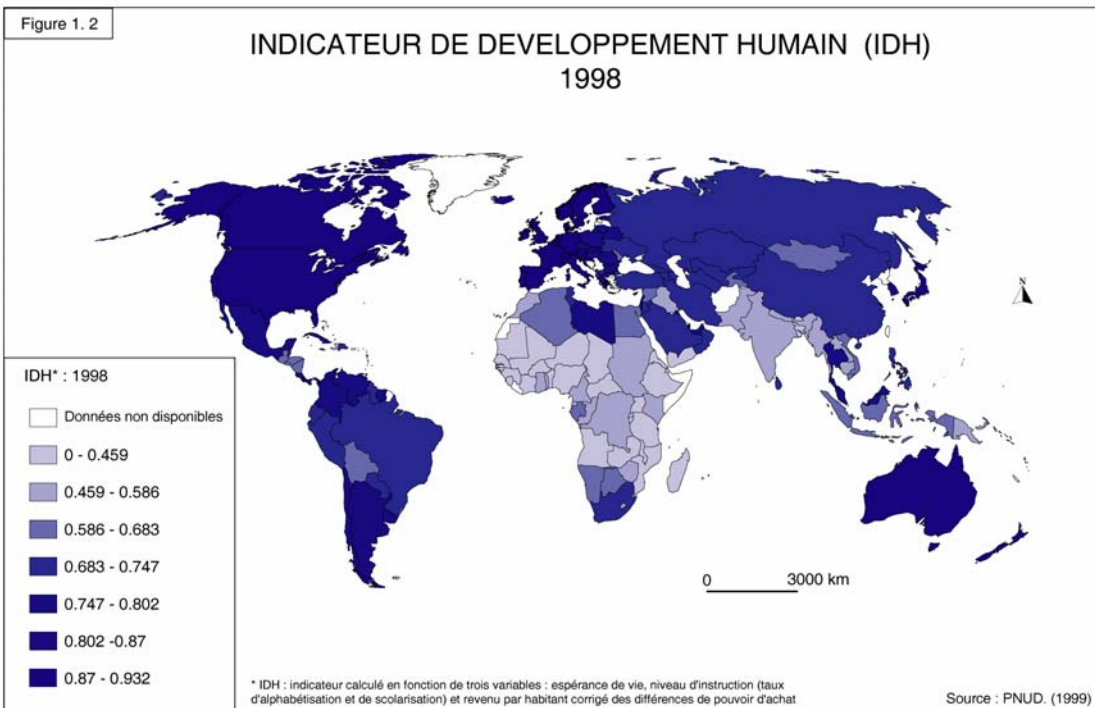 Figure 1. 2
INDICATEUR DE DEVELOPPEMENT HUMAIN (IDH)
1998
N
IDH* : 1998
Données non disponibles
0 - 0.459
0.459 - 0.586
0.586 - 0.683
0.683 - 0.747
0.747 - 0.802
0.802 -0.87
0.87 - 0.932
0 3000 km
* IDH : indicateur calculé en fonction de trois variables : espérance de vie, niveau d'instruction (taux
d'alphabétisation et de scolarisation) et revenu par habitant corrigé des différences de pouvoir d'achat
Source : PNUD. (1999)